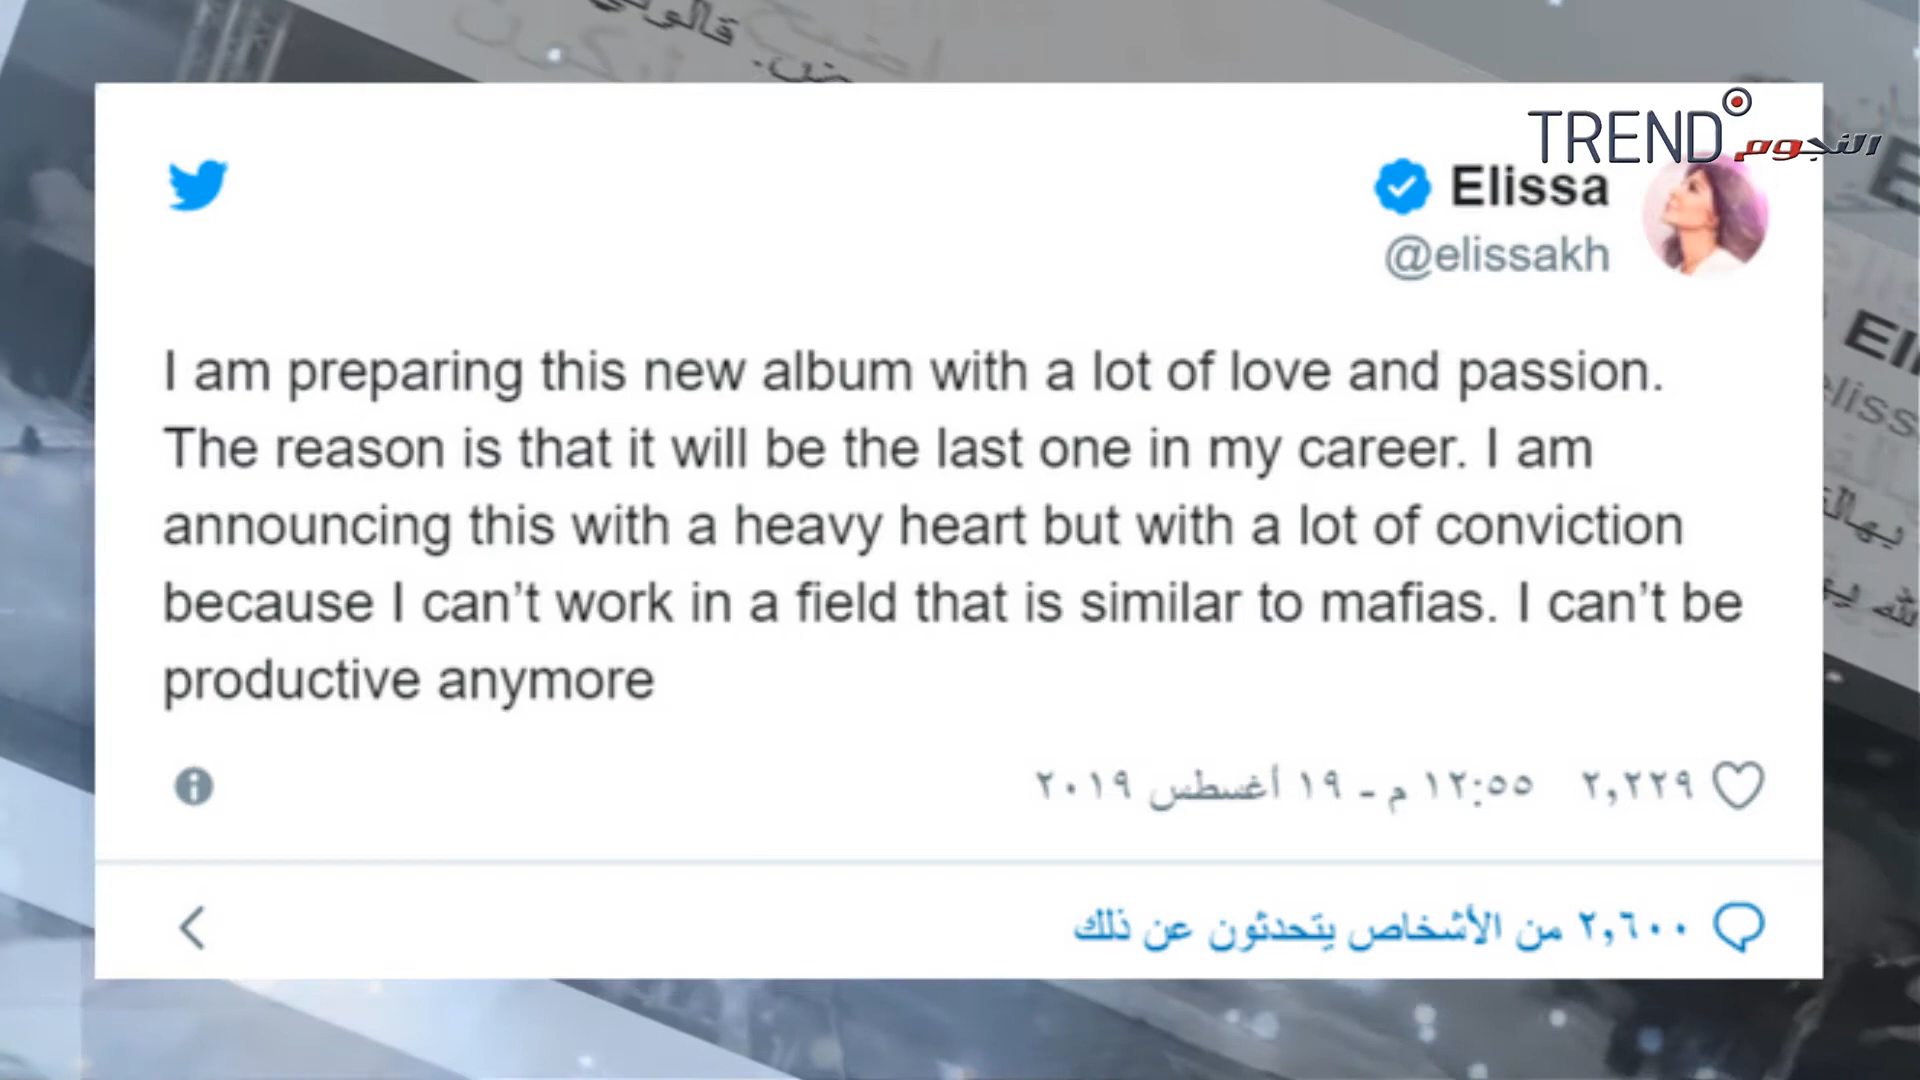 قالولي
TREND النجوم
Elissa
@elissakh
I am preparing this new album with a lot of love and passion.
The reason is that it will be the last one in my career. I am
announcing this with a heavy heart but with a lot of conviction
because I can’t work in a field that is similar to mafias. I can’t be
productive anymore
٢,٢٢٩ ١٢:٥٥ م - ١٩ أغسطس ٢٠١٩
٢,٦٠٠ من الأشخاص يتحدثون عن ذلك